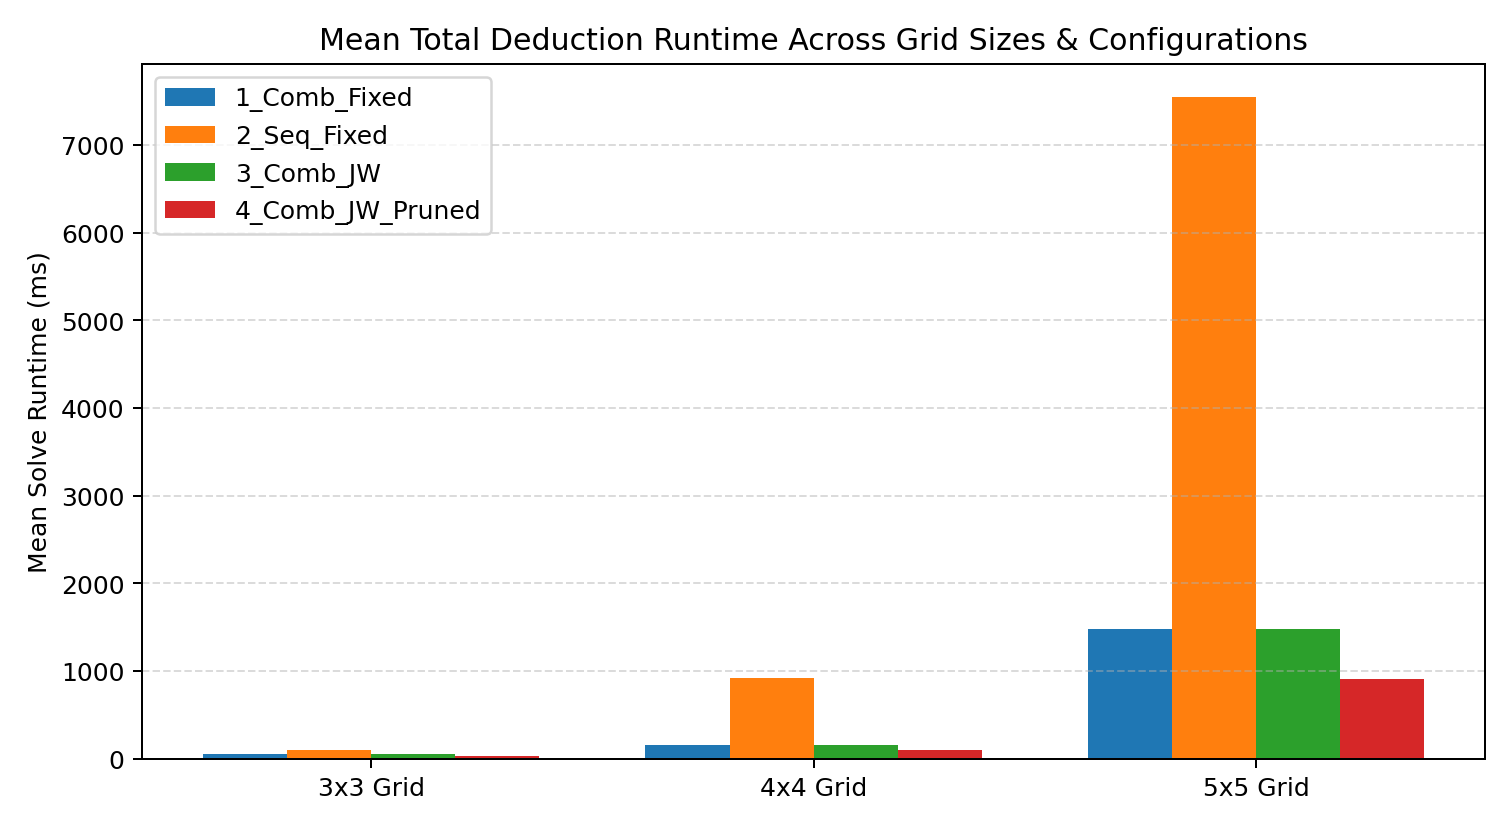 Mean Total Deduction Runtime Across Grid Sizes & Configurations
1_Comb_Fixed
2_Seq_Fixed
3_Comb_JW
4_Comb_JW_Pruned
Mean Solve Runtime (ms)
7000
6000
5000
4000
3000
2000
1000
0
3x3 Grid
4x4 Grid
5x5 Grid